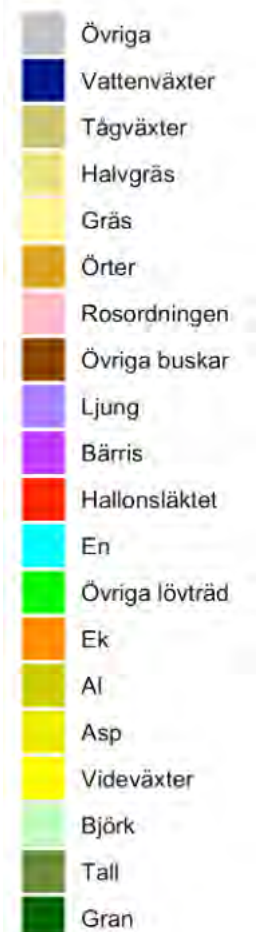 Övriga
Vattenväxter
Tågväxter
Halvgräs
Gräs
Örter
Rosordningen
Övriga buskar
Ljung
Bärris
Hallonsläktet
En
Övriga lövträd
Ek
Al
Asp
Videväxter
Björk
Tall
Gran